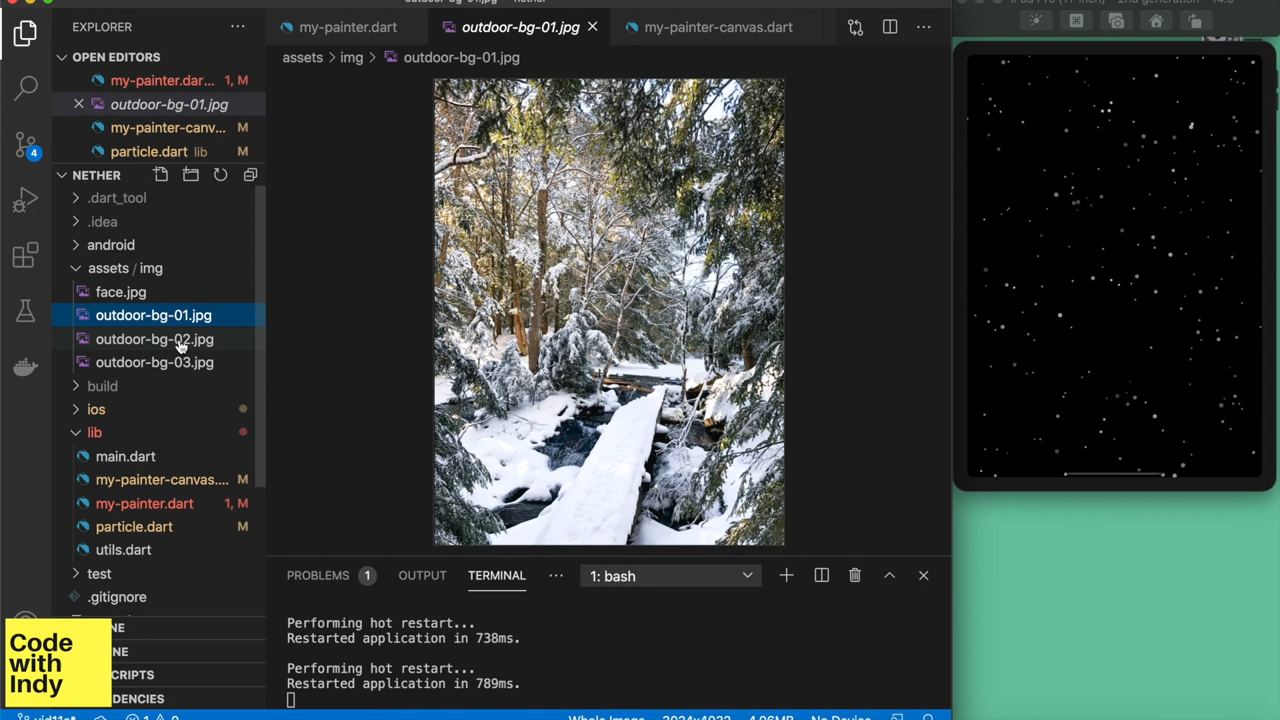 EXPLORER
my-painter.dart
outdoor-bg-01.jpg
my-painter-canvas.dart
OPEN EDITORS
assets > img > outdoor-bg-01.jpg
my-painter.dar... 1, M
outdoor-bg-01.jpg
my-painter-canv... M
particle.dart lib M
4
NETHER
.dart_tool
.idea
android
assets / img
face.jpg
outdoor-bg-01.jpg
outdoor-bg-02.jpg
outdoor-bg-03.jpg
build
ios
lib
main.dart
my-painter-canvas.... M
my-painter.dart 1, M
particle.dart M
utils.dart
test
.gitignore
NE
NE
CRIPTS
DENCIES
PROBLEMS 1 OUTPUT TERMINAL
1: bash
Performing hot restart...
Restarted application in 738ms.
Performing hot restart...
Restarted application in 789ms.
Code
with
Indy